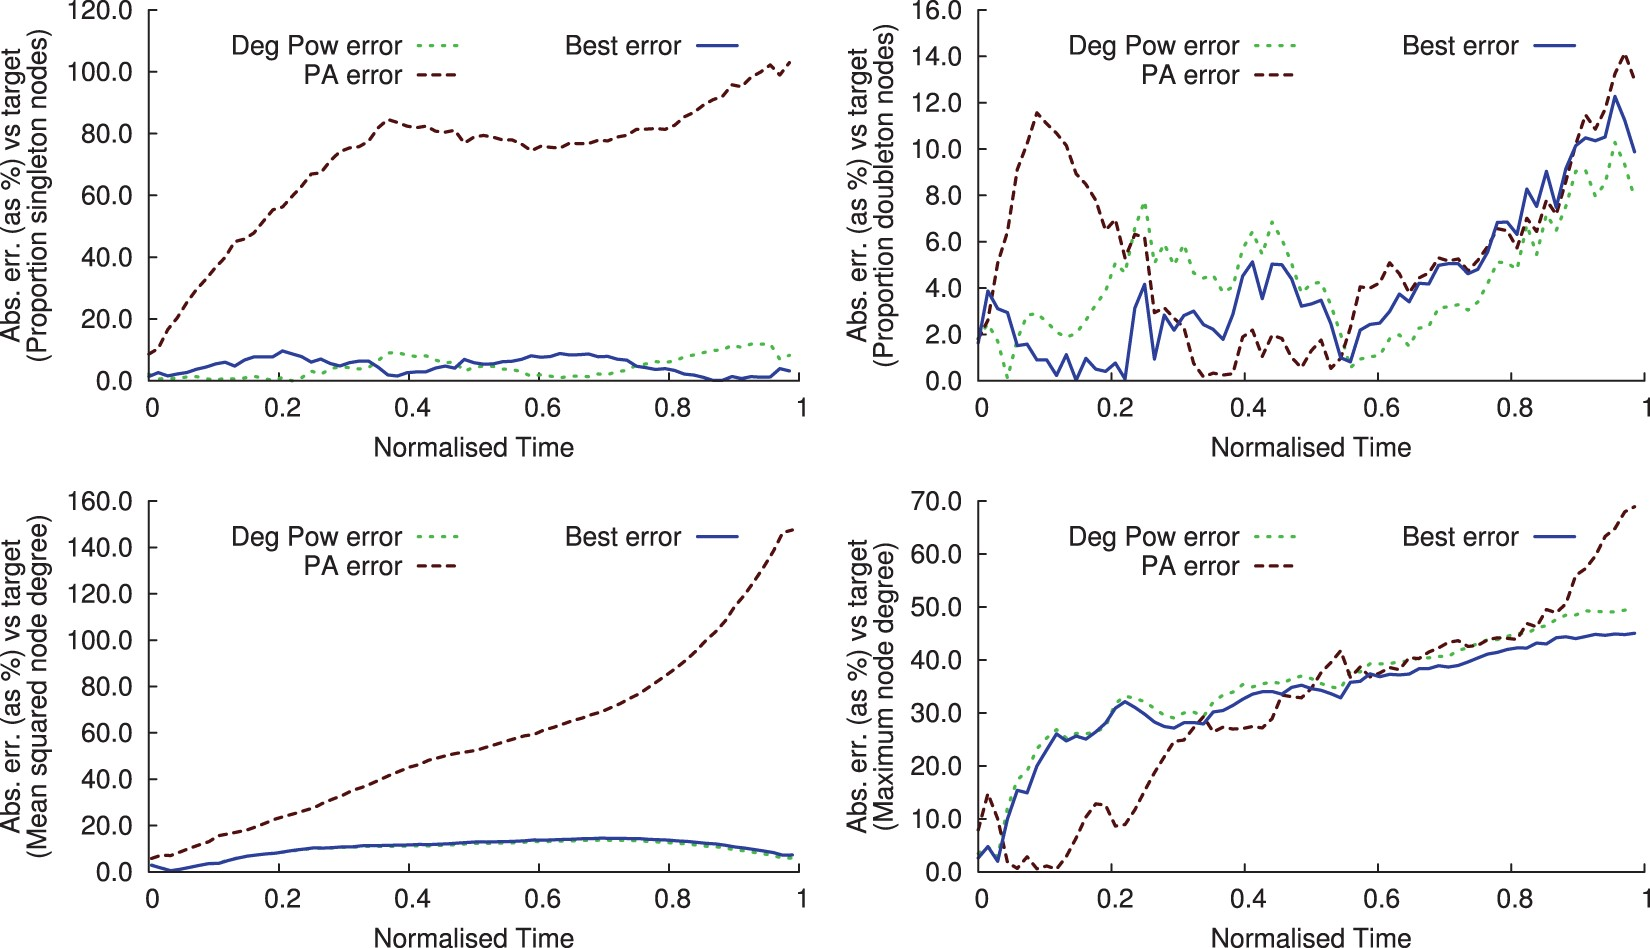 Abs. err. (as %) vs target
(Proportion singleton nodes)
120.0
100.0
80.0
60.0
40.0
20.0
0.0
Deg Pow error
PA error
Best error
0 0.2 0.4 0.6 0.8 1
Normalised Time
Abs. err. (as %) vs target
(Proportion doubleton nodes)
16.0
14.0
12.0
10.0
8.0
6.0
4.0
2.0
0.0
Deg Pow error
PA error
Best error
0 0.2 0.4 0.6 0.8 1
Normalised Time
Abs. err. (as %) vs target
(Mean squared node degree)
160.0
140.0
120.0
100.0
80.0
60.0
40.0
20.0
0.0
Deg Pow error
PA error
Best error
0 0.2 0.4 0.6 0.8 1
Normalised Time
Abs. err. (as %) vs target
(Maximum node degree)
70.0
60.0
50.0
40.0
30.0
20.0
10.0
0.0
Deg Pow error
PA error
Best error
0 0.2 0.4 0.6 0.8 1
Normalised Time